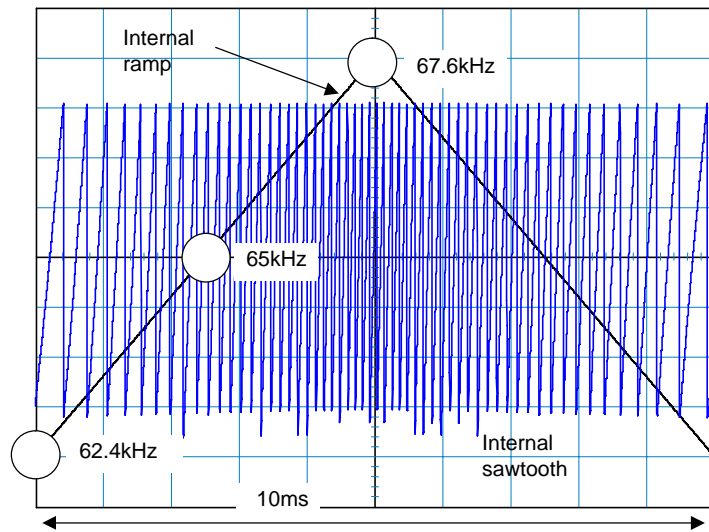 Internal
ramp
67.6kHz
65kHz
62.4kHz
Internal
sawtooth
10ms